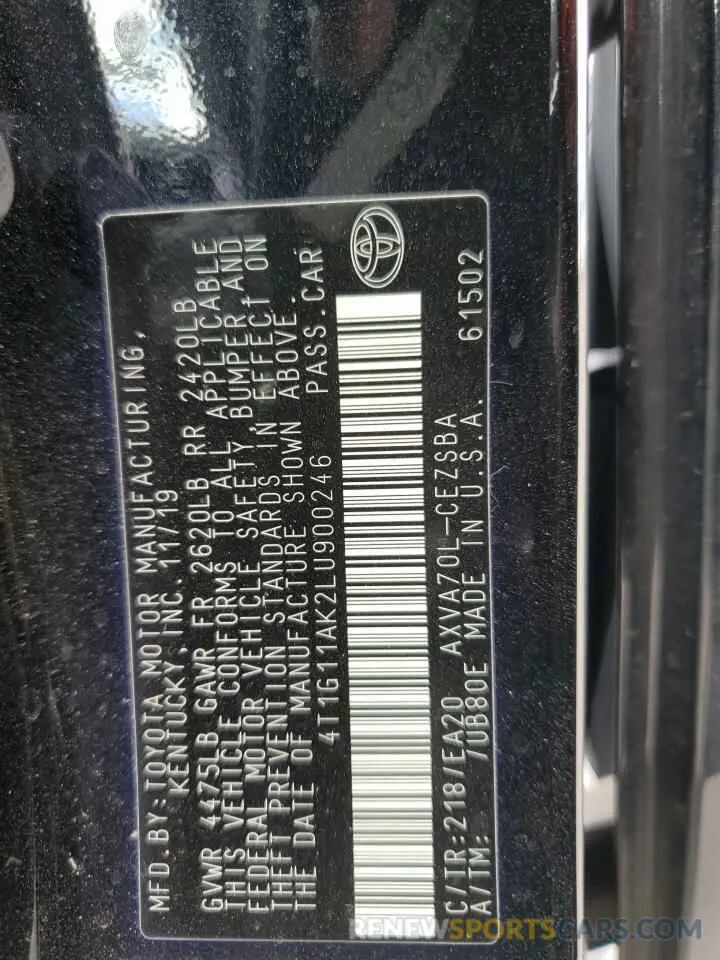 MFD. BY: TOYOTA MOTOR MANUFACTURING,
KENTUCKY, INC. 11/19
GVWR 4475LB GAWR FR 2620LB RR 2420LB
THIS VEHICLE CONFORMS TO ALL APPLICABLE
FEDERAL MOTOR VEHICLE SAFETY, BUMPER, AND
THEFT PREVENTION STANDARDS IN EFFECT ON
THE DATE OF MANUFACTURE SHOWN ABOVE.
4T1G11AK2LU900246 PASS.CAR
C/TR:218/EA20 AXVA70L-CEZSBA
A/TM: /UB80E MADE IN U.S.A. 61502
RENEWSPORTSCARS.COM